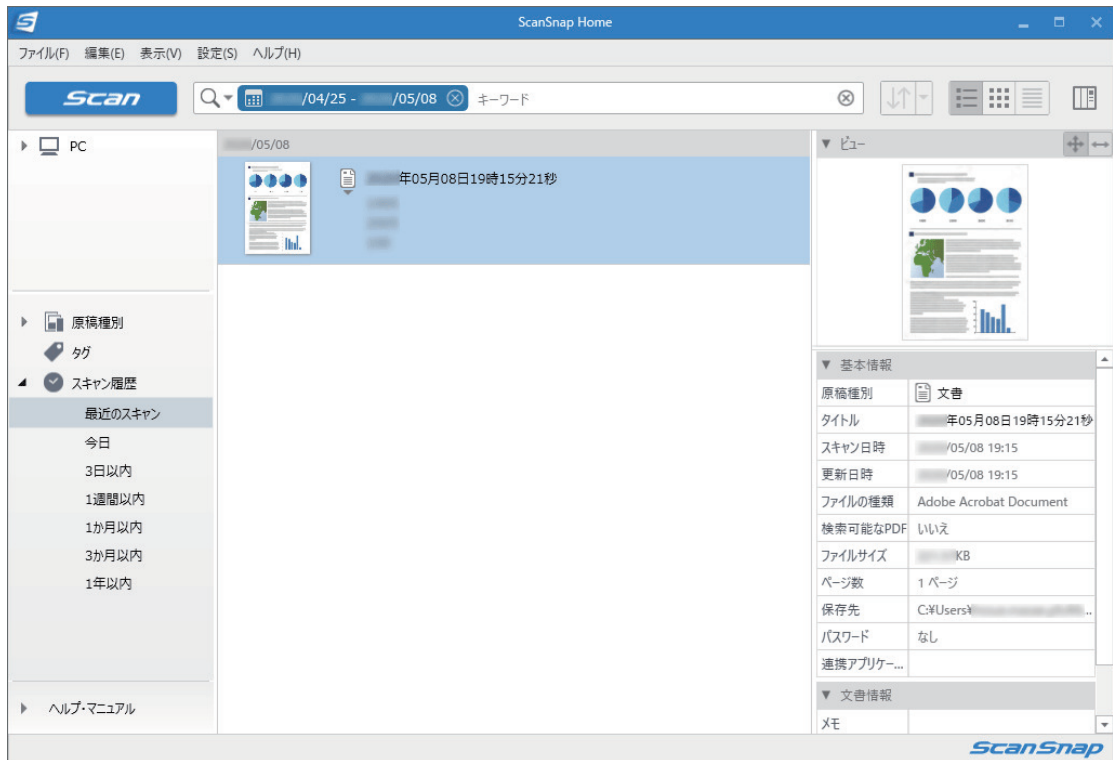 ScanSnap Home
ファイル(F) 編集(E) 表示(V) 設定(S) ヘルプ(H)
Scan
/04/25 - /05/08 キーワード
PC
原稿種別
タグ
スキャン履歴
最近のスキャン
今日
3日以内
1週間以内
1か月以内
3か月以内
1年以内
ヘルプ・マニュアル
/05/08
年05月08日19時15分21秒
ビュー
基本情報
原稿種別 文書
タイトル 年05月08日19時15分21秒
スキャン日時 /05/08 19:15
更新日時 /05/08 19:15
ファイルの種類 Adobe Acrobat Document
検索可能なPDF いいえ
ファイルサイズ KB
ページ数 1 ページ
保存先 C:¥Users¥ ..
パスワード なし
連携アプリケー...
文書情報
メモ
ScanSnap